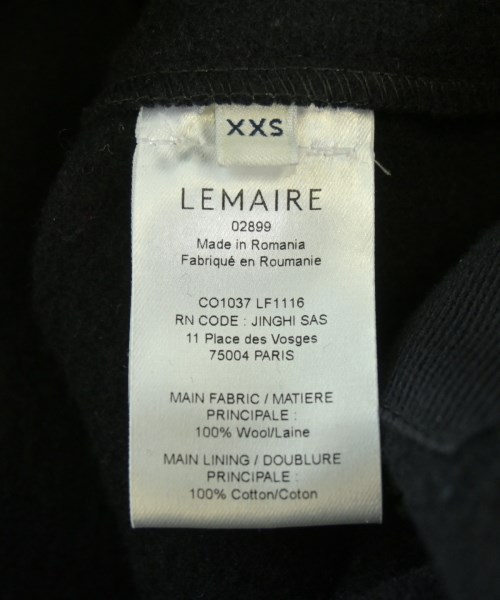 XXS
LEMAIRE
02899
Made in Romania
Fabriqué en Roumanie
CO1037 LF1116
RN CODE : JINGHI SAS
11 Place des Vosges
75004 PARIS
MAIN FABRIC / MATIERE
PRINCIPALE :
100% Wool/Laine
MAIN LINING / DOUBLURE
PRINCIPALE :
100% Cotton/Coton